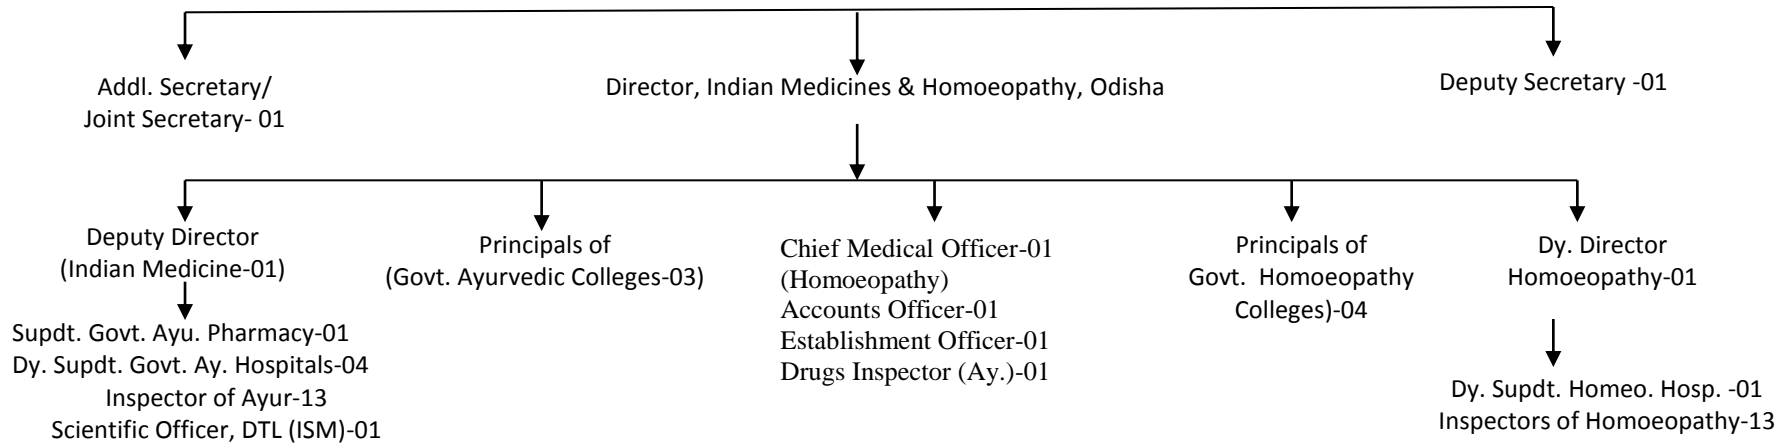 Addl. Secretary/
Joint Secretary- 01
Director, Indian Medicines & Homoeopathy, Odisha
Deputy Secretary -01
Deputy Director
(Indian Medicine-01)
Supdt. Govt. Ayu. Pharmacy-01
Dy. Supdt. Govt. Ay. Hospitals-04
Inspector of Ayur-13
Scientific Officer, DTL (ISM)-01
Principals of
(Govt. Ayurvedic Colleges-03)
Chief Medical Officer-01
(Homoeopathy)
Accounts Officer-01
Establishment Officer-01
Drugs Inspector (Ay.)-01
Principals of
Govt. Homoeopathy
Colleges)-04
Dy. Director
Homoeopathy-01
Dy. Supdt. Homeo. Hosp. -01
Inspectors of Homoeopathy-13